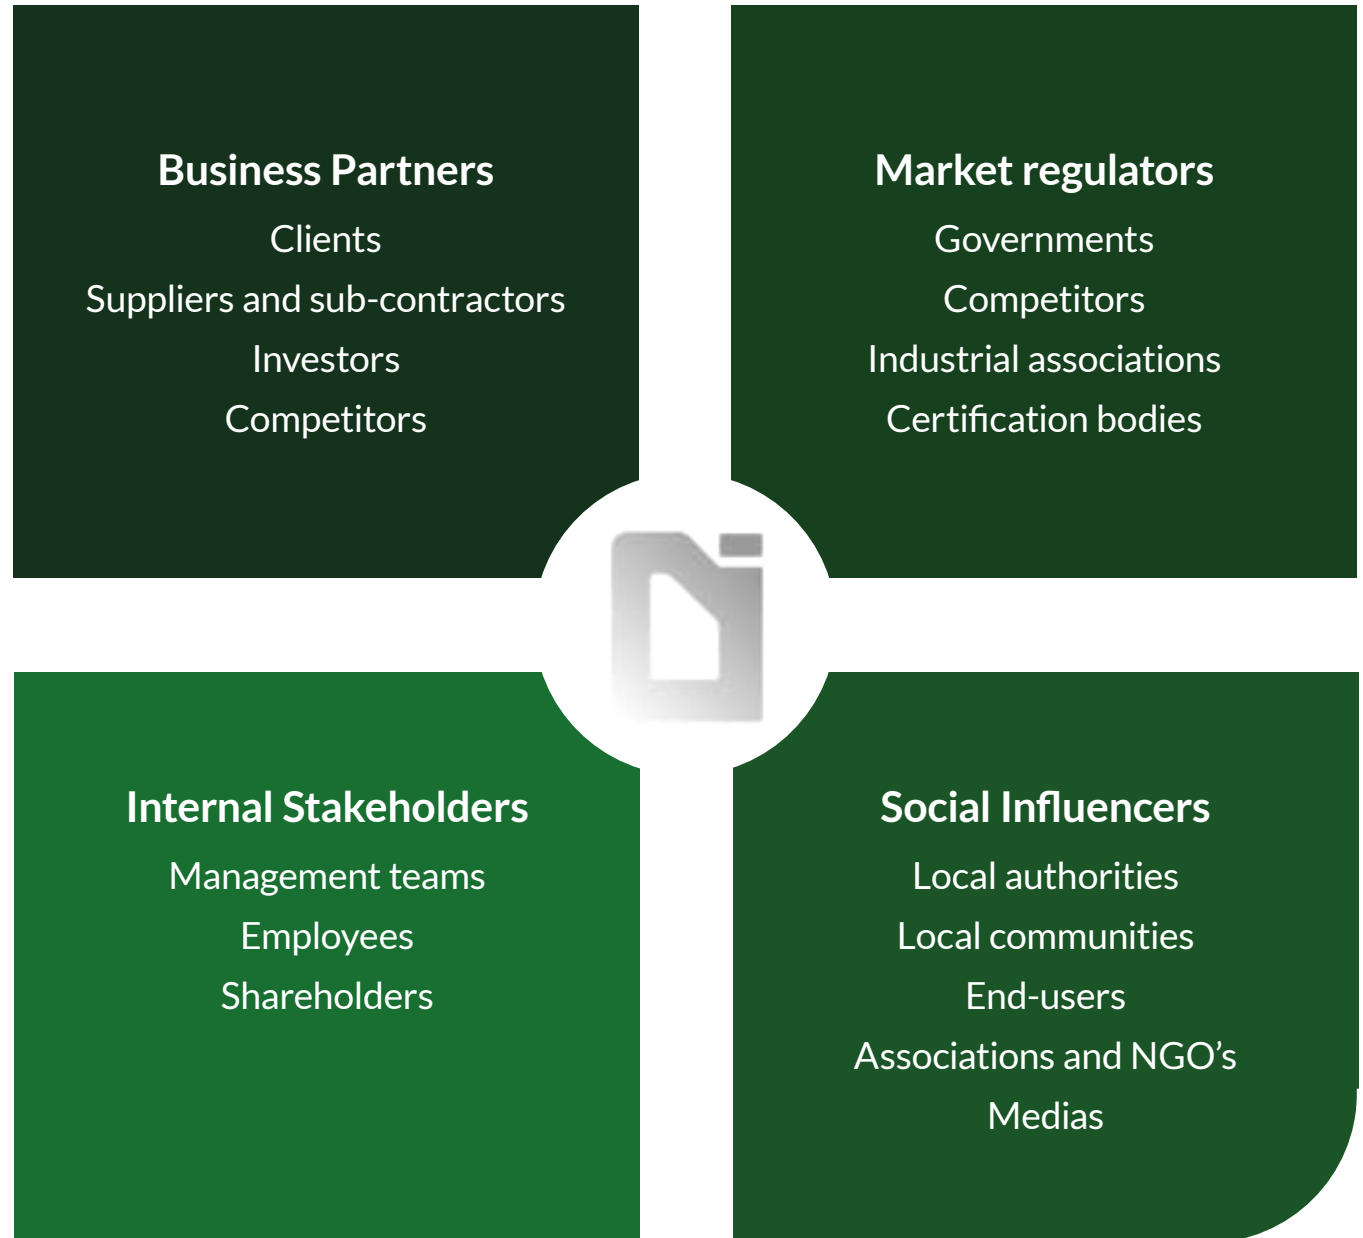 Business Partners
Clients
Suppliers and sub-contractors
Investors
Competitors
Market regulators
Governments
Competitors
Industrial associations
Certification bodies
Internal Stakeholders
Management teams
Employees
Shareholders
Social Influencers
Local authorities
Local communities
End-users
Associations and NGO’s
Medias